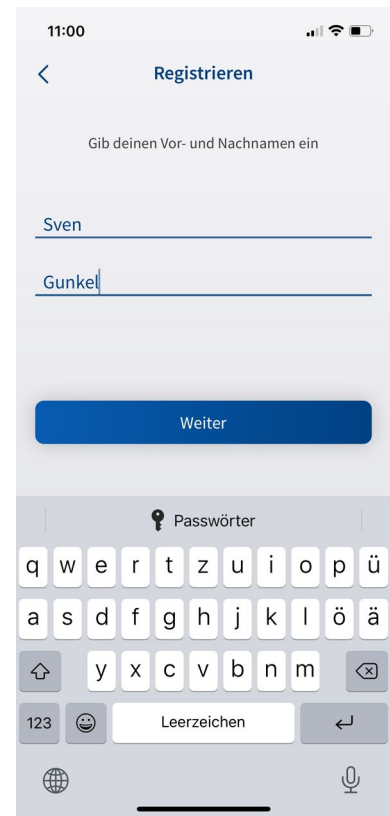 11:00
Registrieren
Gib deinen Vor- und Nachnamen ein
Sven
Gunkel
Weiter
Passwörter
q w e r t z u i o p ü
a s d f g h j k l ö ä
y x c v b n m
123 Leerzeichen